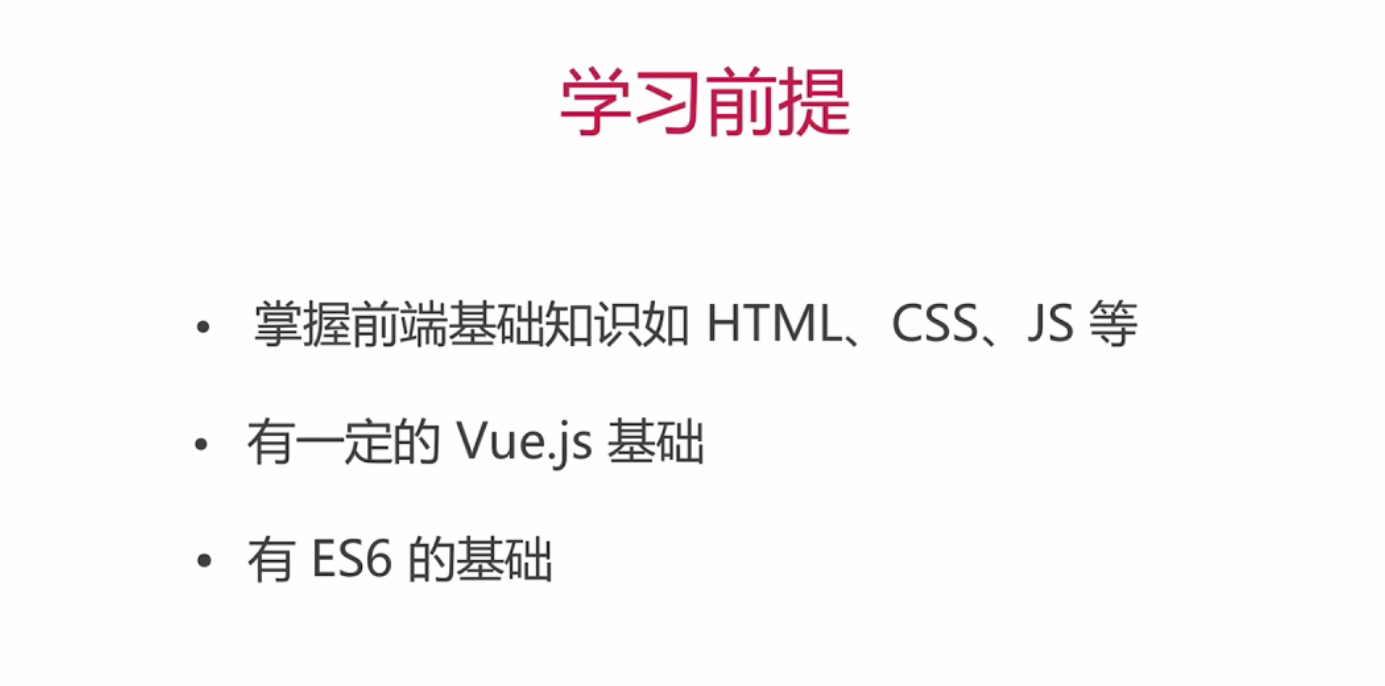 学习前提
• 掌握前端基础知识如 HTML、CSS、JS 等
• 有一定的 Vue.js 基础
• 有 ES6 的基础